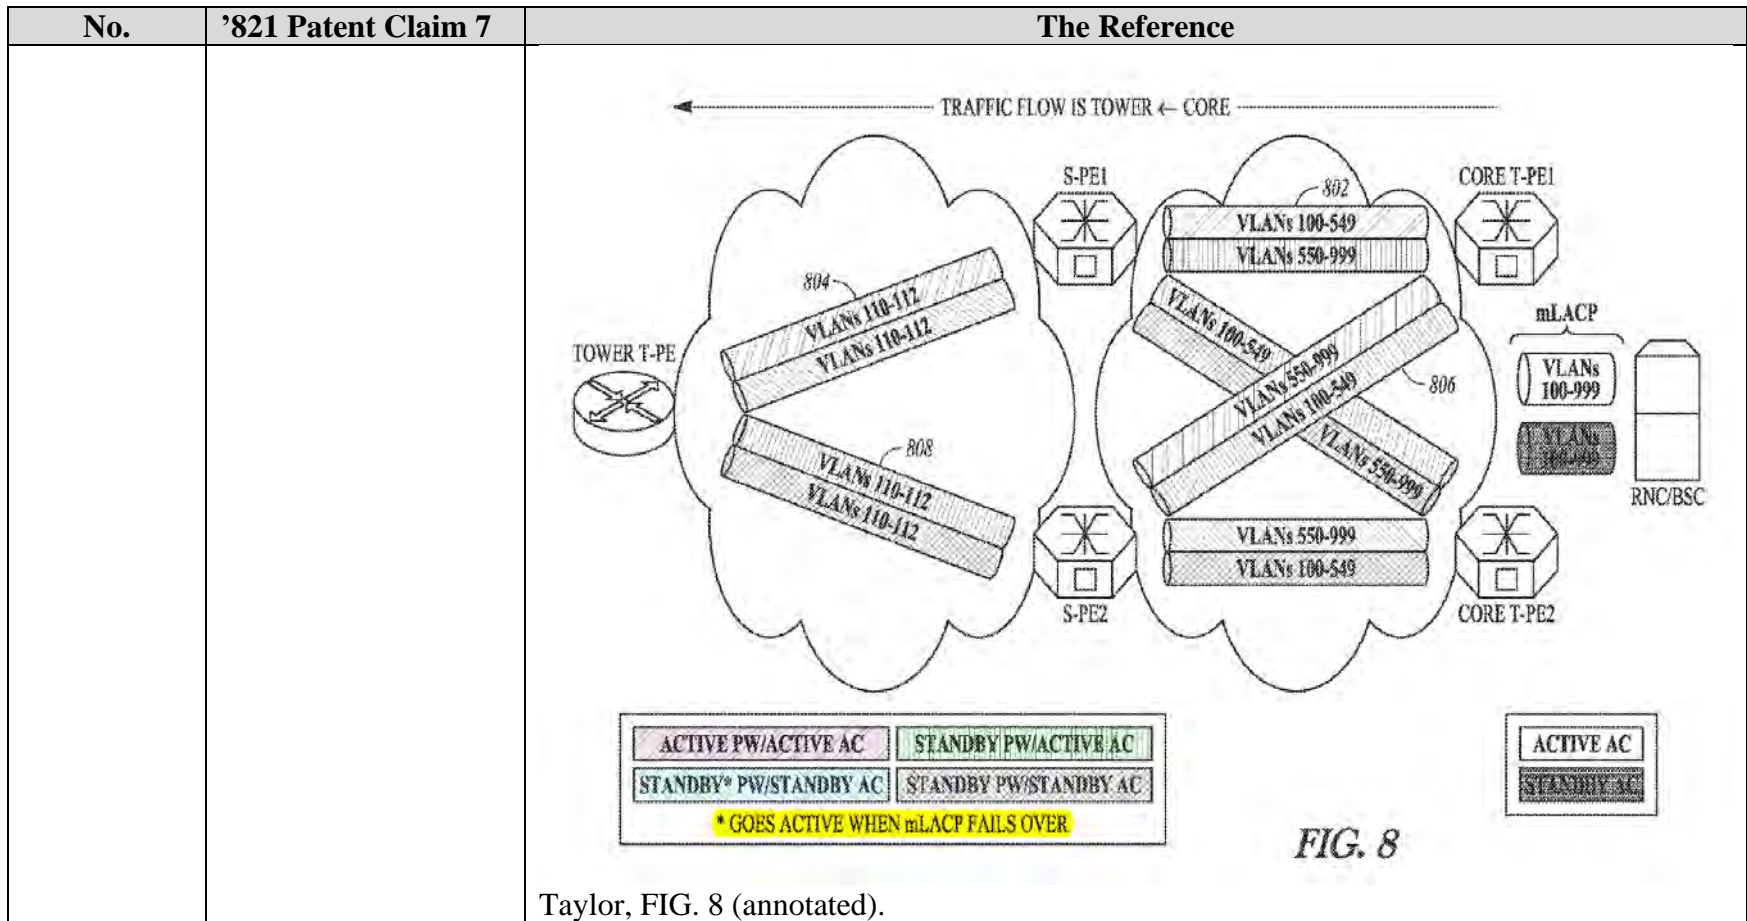 No. ’821 Patent Claim 7 The Reference
TRAFFIC FLOW IS TOWER ← CORE
S-PE1
802
CORE T-PE1
VLANs 100-549
VLANs 550-999
804
VLANs 110-112
VLANs 110-112
VLANs 100-549
VLANs 550-999
VLANs 550-999
VLANs 100-549
806
mLACP
VLANs
100-999
VLANs
100-999
RNC/BSC
TOWER T-PE
808
VLANs 110-112
VLANs 110-112
VLANs 550-999
VLANs 100-549
S-PE2
CORE T-PE2
ACTIVE PW/ACTIVE AC
STANDBY PW/ACTIVE AC
STANDBY* PW/STANDBY AC
STANDBY PW/STANDBY AC
* GOES ACTIVE WHEN mLACP FAILS OVER
ACTIVE AC
STANDBY AC
FIG. 8
Taylor, FIG. 8 (annotated).